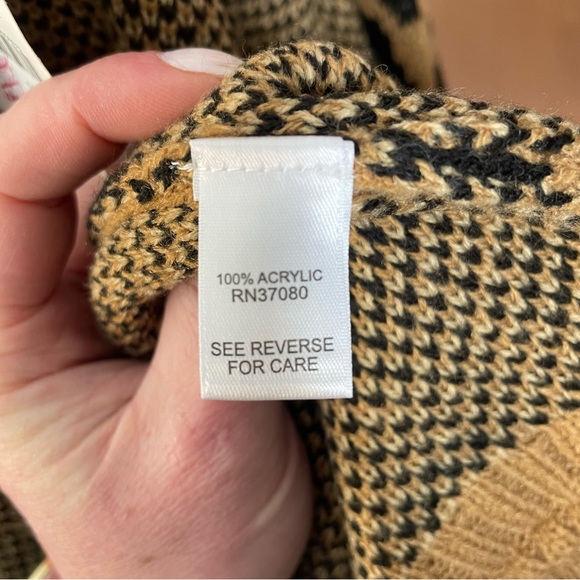 100% ACRYLIC
RN37080
SEE REVERSE
FOR CARE